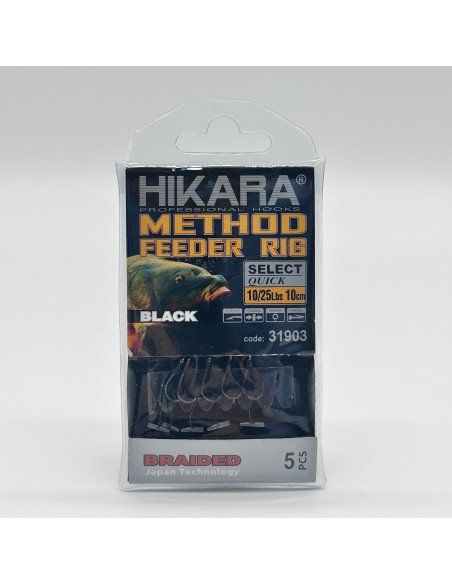 HIKARA®
PROFESSIONAL HOOKS
METHOD
FEEDER RIG
SELECT
QUICK
10/25Lbs 10cm
BLACK
code: 31903
BRAIDED
Japan Technology
5 PCS